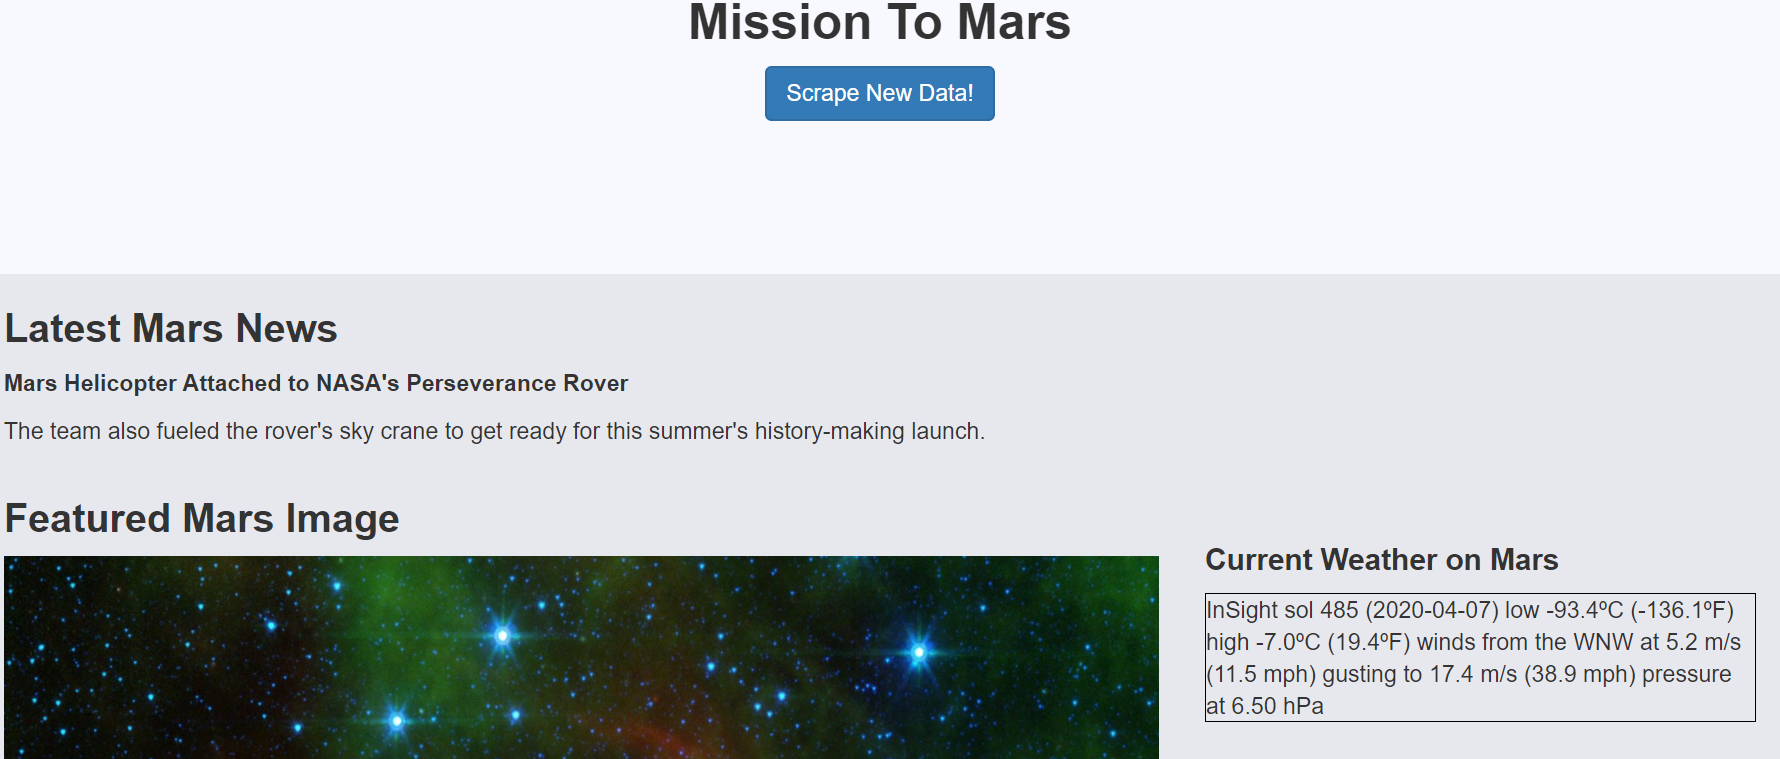 Mission To Mars
Scrape New Data!
Latest Mars News
Mars Helicopter Attached to NASA's Perseverance Rover
The team also fueled the rover's sky crane to get ready for this summer's history-making launch.
Featured Mars Image
Current Weather on Mars
InSight sol 485 (2020-04-07) low -93.4ºC (-136.1ºF)
high -7.0ºC (19.4ºF) winds from the WNW at 5.2 m/s
(11.5 mph) gusting to 17.4 m/s (38.9 mph) pressure
at 6.50 hPa